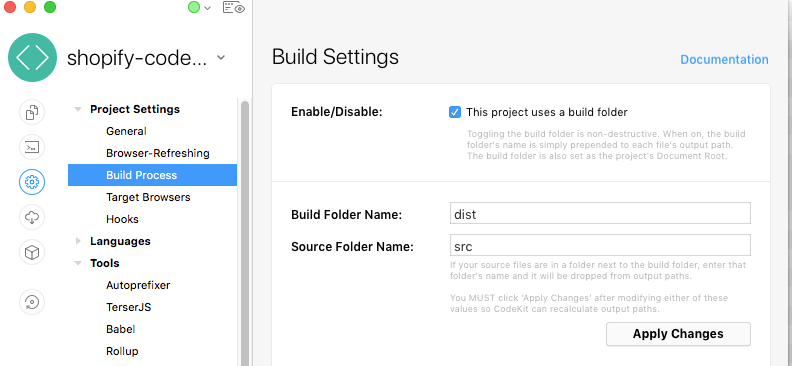 shopify-code...
Project Settings
General
Browser-Refreshing
Build Process
Target Browsers
Hooks
Languages
Tools
Autoprefixer
TerserJS
Babel
Rollup
Build Settings
Documentation
Enable/Disable:
This project uses a build folder
Toggling the build folder is non-destructive. When on, the build
folder's name is simply prepended to each file's output path.
The build folder is also set as the project's Document Root.
Build Folder Name:
dist
Source Folder Name:
src
If your source files are in a folder next to the build folder, enter that
folder's name and it will be dropped from output paths.
You MUST click 'Apply Changes' after modifying either of these
values so CodeKit can recalculate output paths.
Apply Changes